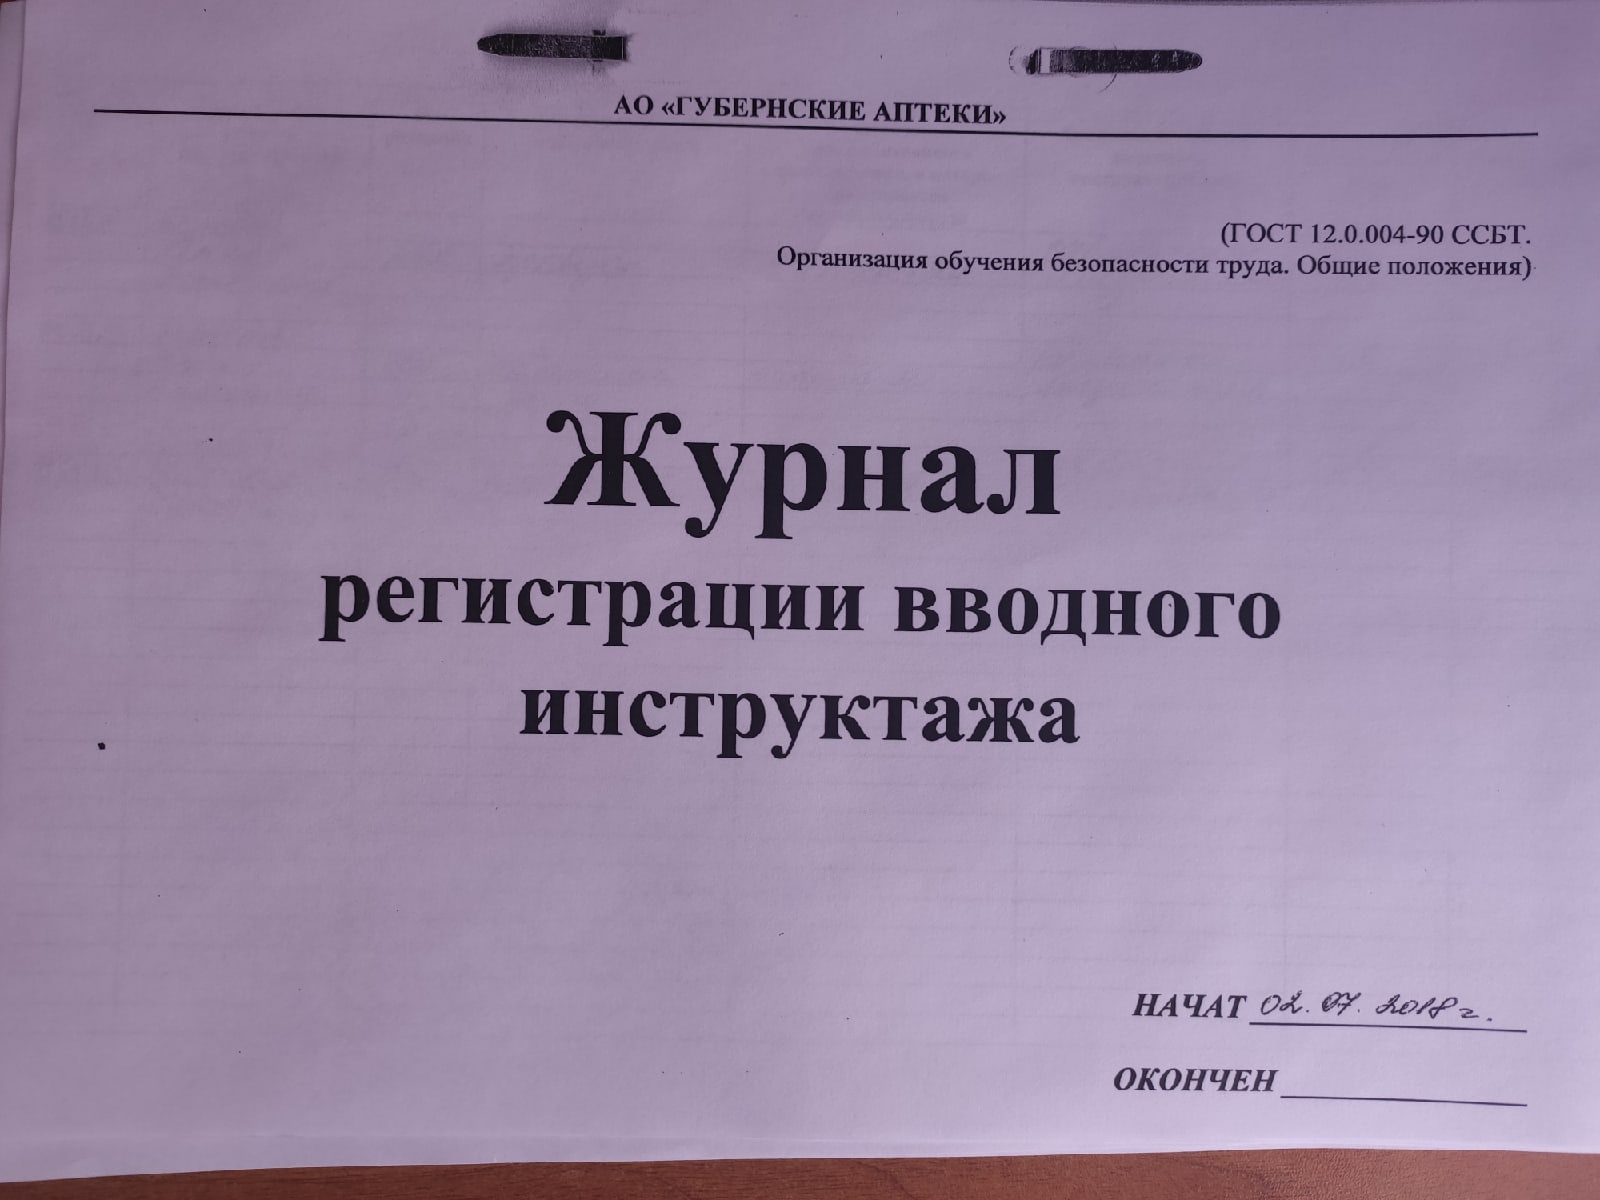 АО «ГУБЕРНСКИЕ АПТЕКИ»
(ГОСТ 12.0.004-90 ССБТ.
Организация обучения безопасности труда. Общие положения)
Журнал
регистрации вводного
инструктажа
НАЧАТ 02.07.2018 г.
ОКОНЧЕН